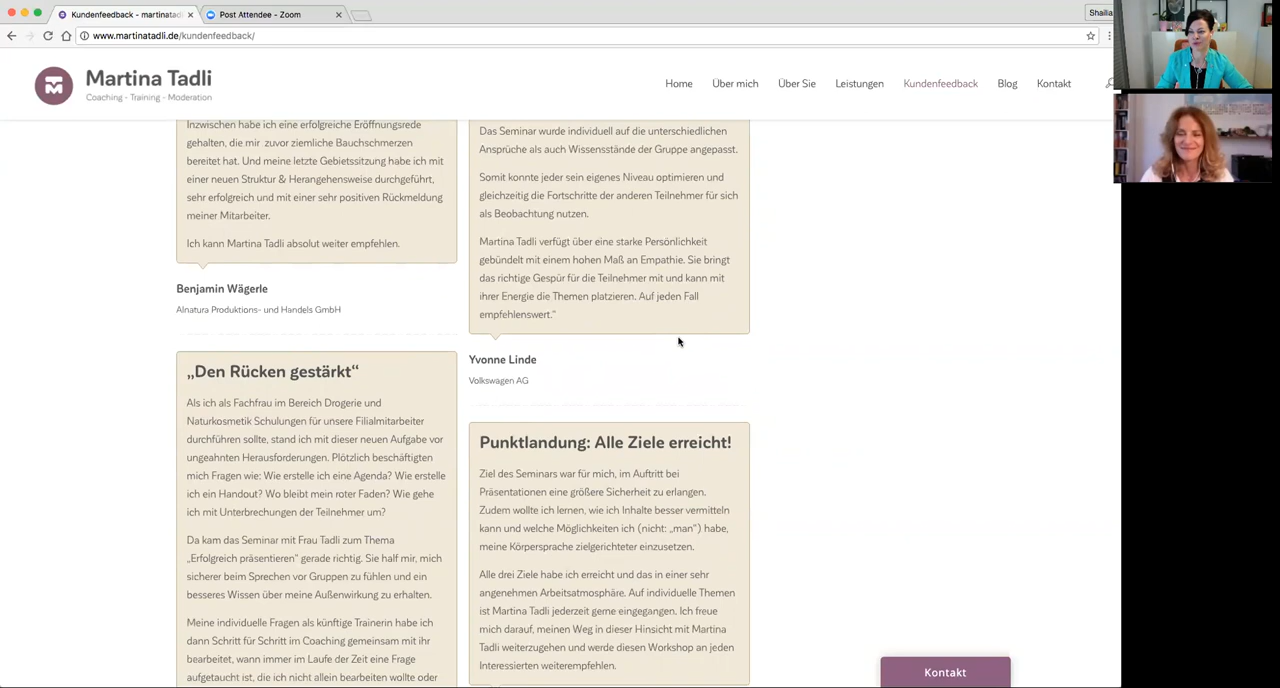 Kundenfeedback - martinatadli
Post Attendee - Zoom
www.martinatadli.de/kundenfeedback/
Martina Tadli
Coaching - Training - Moderation
Home
Über mich
Über Sie
Leistungen
Kundenfeedback
Blog
Kontakt
Inzwischen habe ich eine erfolgreiche Eröffnungsrede
gehalten, die mir zuvor ziemliche Bauchschmerzen
bereitet hat. Und meine letzte Gebietssitzung habe ich mit
einer neuen Struktur & Herangehensweise durchgeführt,
sehr erfolgreich und mit einer sehr positiven Rückmeldung
meiner Mitarbeiter.
Ich kann Martina Tadli absolut weiter empfehlen.
Benjamin Wägerle
Alnatura Produktions- und Handels GmbH
„Den Rücken gestärkt“
Als ich als Fachfrau im Bereich Drogerie und
Naturkosmetik Schulungen für unsere Filialmitarbeiter
durchführen sollte, stand ich mit dieser neuen Aufgabe vor
ungeahnten Herausforderungen. Plötzlich beschäftigten
mich Fragen wie: Wie erstelle ich eine Agenda? Wie erstelle
ich ein Handout? Wo bleibt mein roter Faden? Wie gehe
ich mit Unterbrechungen der Teilnehmer um?
Da kam das Seminar mit Frau Tadli zum Thema
„Erfolgreich präsentieren“ gerade richtig. Sie half mir, mich
sicherer beim Sprechen vor Gruppen zu fühlen und ein
besseres Wissen über meine Außenwirkung zu erhalten.
Meine individuelle Fragen als künftige Trainerin habe ich
dann Schritt für Schritt im Coaching gemeinsam mit ihr
bearbeitet, wann immer im Laufe der Zeit eine Frage
aufgetaucht ist, die ich nicht allein bearbeiten wollte oder
Das Seminar wurde individuell auf die unterschiedlichen
Ansprüche als auch Wissensstände der Gruppe angepasst.
Somit konnte jeder sein eigenes Niveau optimieren und
gleichzeitig die Fortschritte der anderen Teilnehmer für sich
als Beobachtung nutzen.
Martina Tadli verfügt über eine starke Persönlichkeit
gebündelt mit einem hohen Maß an Empathie. Sie bringt
das richtige Gespür für die Teilnehmer mit und kann mit
ihrer Energie die Themen platzieren. Auf jeden Fall
empfehlenswert."
Yvonne Linde
Volkswagen AG
Punktlandung: Alle Ziele erreicht!
Ziel des Seminars war für mich, im Auftritt bei
Präsentationen eine größere Sicherheit zu erlangen.
Zudem wollte ich lernen, wie ich Inhalte besser vermitteln
kann und welche Möglichkeiten ich (nicht: „man“) habe,
meine Körpersprache zielgerichteter einzusetzen.
Alle drei Ziele habe ich erreicht und das in einer sehr
angenehmen Arbeitsatmosphäre. Auf individuelle Themen
ist Martina Tadli jederzeit gerne eingegangen. Ich freue
mich darauf, meinen Weg in dieser Hinsicht mit Martina
Tadli weiterzugehen und werde diesen Workshop an jeden
Interessierten weiterempfehlen.
Kontakt